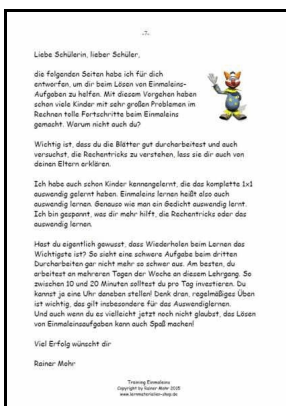 -7-
Liebe Schülerin, lieber Schüler,
die folgenden Seiten habe ich für dich
entworfen, um dir beim Lösen von Einmaleins-
Aufgaben zu helfen. Mit diesem Vorgehen haben
schon viele Kinder mit sehr großen Problemen im
Rechnen tolle Fortschritte beim Einmaleins
gemacht. Warum nicht auch du?
Wichtig ist, dass du die Blätter gut durcharbeitest und auch
versuchst, die Rechentricks zu verstehen, lass sie dir auch von
deinen Eltern erklären.
Ich habe auch schon Kinder kennengelernt, die das komplette 1x1
auswendig gelernt haben. Einmaleins lernen heißt also auch
auswendig lernen. Genauso wie man ein Gedicht auswendig lernt.
Ich bin gespannt, was dir mehr hilft, die Rechentricks oder das
auswendig lernen.
Hast du eigentlich gewusst, dass Wiederholen beim Lernen das
Wichtigste ist? So sieht eine schwere Aufgabe beim dritten
Durcharbeiten gar nicht mehr so schwer aus. Am besten, du
arbeitest an mehreren Tagen der Woche an diesem Lehrgang. So
zwischen 10 und 20 Minuten solltest du pro Tag investieren. Du
kannst ja eine Uhr daneben stellen! Denk dran, regelmäßiges Üben
ist wichtig, das gilt insbesondere für das Auswendiglernen.
Und auch wenn du es vielleicht jetzt noch nicht glaubst, das Lösen
von Einmaleinsaufgaben kann auch Spaß machen!
Viel Erfolg wünscht dir
Rainer Mohr
Training Einmaleins
Copyright by Rainer Mohr 2015
www.lernmaterialien-shop.de